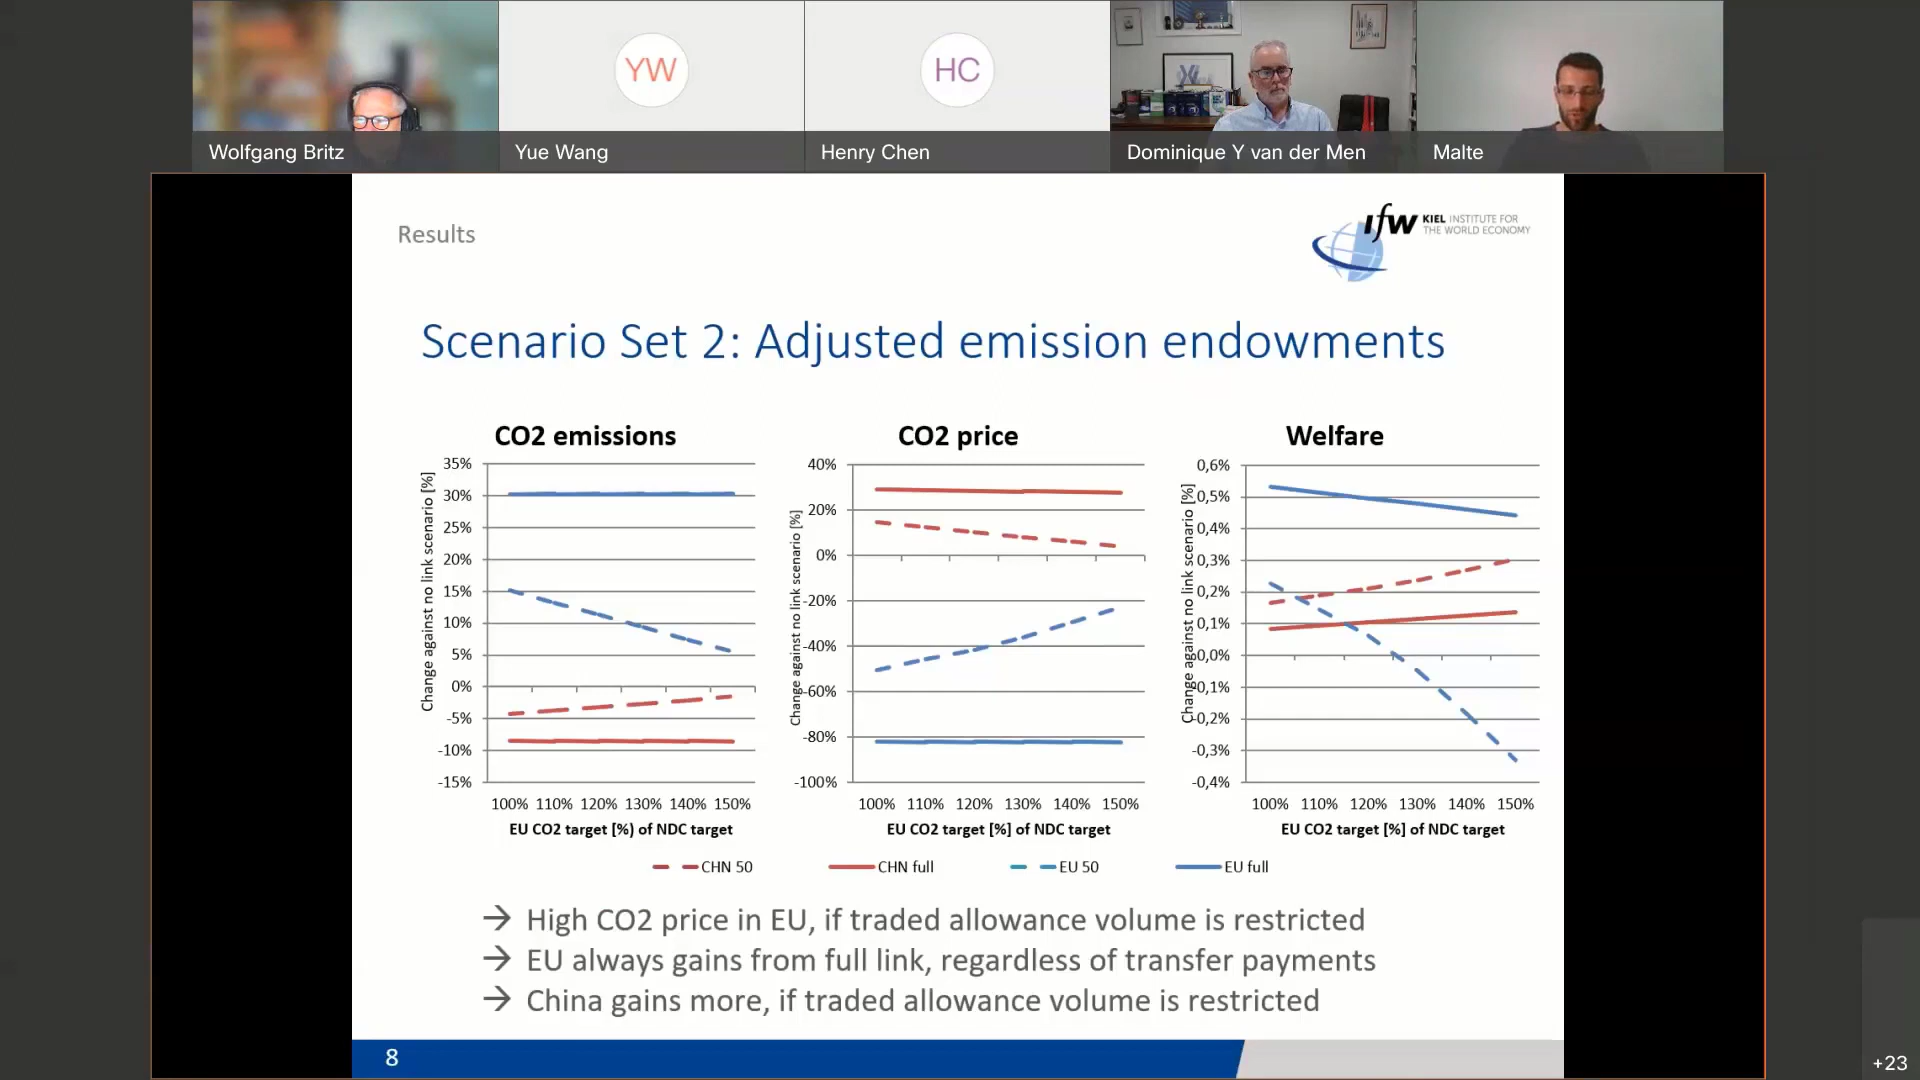 YW
HC
Wolfgang Britz
Yue Wang
Henry Chen
Dominique Y van der Men
Malte
Results
ifw KIEL INSTITUTE FOR
THE WORLD ECONOMY
Scenario Set 2: Adjusted emission endowments
CO2 emissions
Change against no link scenario [%]
35%
30%
25%
20%
15%
10%
5%
0%
-5%
-10%
-15%
100% 110% 120% 130% 140% 150%
EU CO2 target [%) of NDC target
CO2 price
Change against no link scenario [%]
40%
20%
0%
-20%
-40%
-60%
-80%
-100%
100% 110% 120% 130% 140% 150%
EU CO2 target [%] of NDC target
Welfare
Change against no link scenario [%]
0,6%
0,5%
0,4%
0,3%
0,2%
0,1%
0,0%
-0,1%
-0,2%
-0,3%
-0,4%
100% 110% 120% 130% 140% 150%
EU CO2 target [%] of NDC target
CHN 50 CHN full EU 50 EU full
→ High CO2 price in EU, if traded allowance volume is restricted
→ EU always gains from full link, regardless of transfer payments
→ China gains more, if traded allowance volume is restricted
8
+23